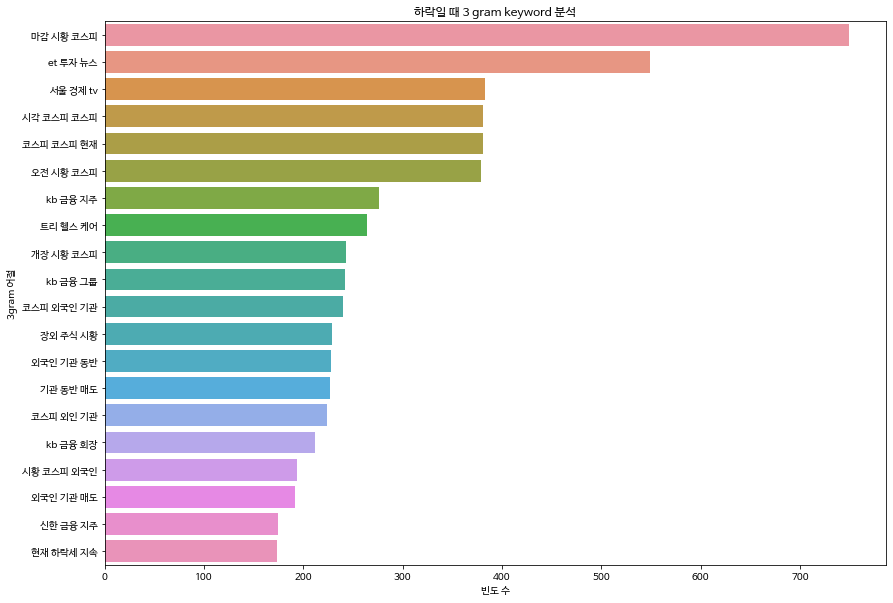 하락일 때 3 gram keyword 분석
마감 시황 코스피
et 투자 뉴스
서울 경제 tv
시각 코스피 코스피
코스피 코스피 현재
오전 시황 코스피
kb 금융 지주
트리 헬스 케어
개장 시황 코스피
kb 금융 그룹
코스피 외국인 기관
장외 주식 시황
외국인 기관 동반
기관 동반 매도
코스피 외인 기관
kb 금융 회장
시황 코스피 외국인
외국인 기관 매도
신한 금융 지주
현재 하락세 지속
3gram 어절
0 100 200 300 400 500 600 700
빈도 수